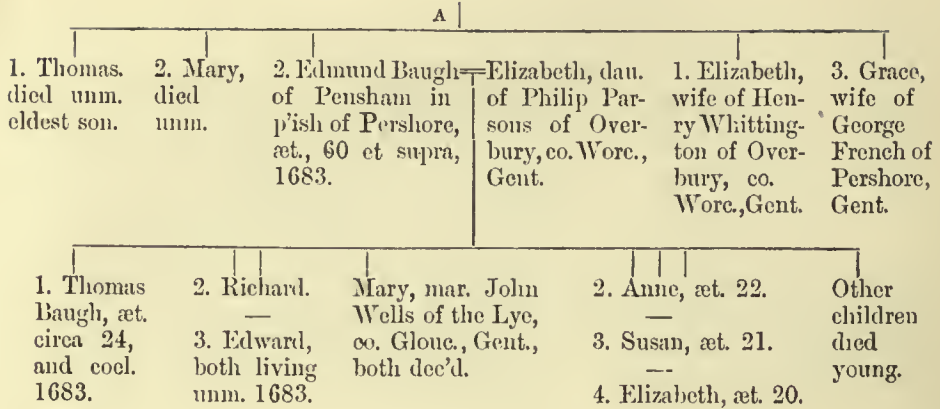 A
1. Thomas.
died unm.
eldest son.
2. Mary,
died
unm.
2. Edmund Baugh
of Pensham in
p'ish of Pershore,
æt., 60 et supra,
1683.
Elizabeth, dau.
of Philip Par-
sons of Over-
bury, co. Worc.,
Gent.
1. Elizabeth,
wife of Hen-
ry Whitting-
ton of Over-
bury, co.
Worc., Gent.
3. Grace,
wife of
George
French of
Pershore,
Gent.
1. Thomas
Baugh, æt.
circa 24,
and coel.
1683.
2. Richard.
—
3. Edward,
both living
unm. 1683.
Mary, mar. John
Wells of the Lye,
co. Glouc., Gent.,
both dec'd.
2. Anne, æt. 22.
—
3. Susan, æt. 21.
—
4. Elizabeth, æt. 20.
Other
children
died
young.